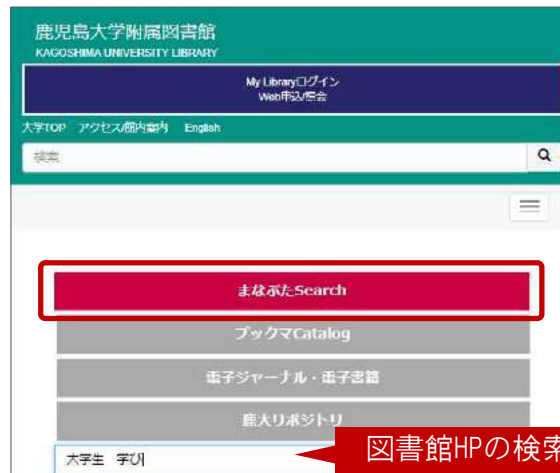 鹿児島大学附属図書館
KAGOSHIMA UNIVERSITY LIBRARY
My Libraryログイン
Web申込/照会
大学TOP アクセス/館内案内 English
検索
まなぶたSearch
ブックマCatalog
電子ジャーナル・電子書籍
鹿大リポジトリ
大学生 学び
図書館HPの検索